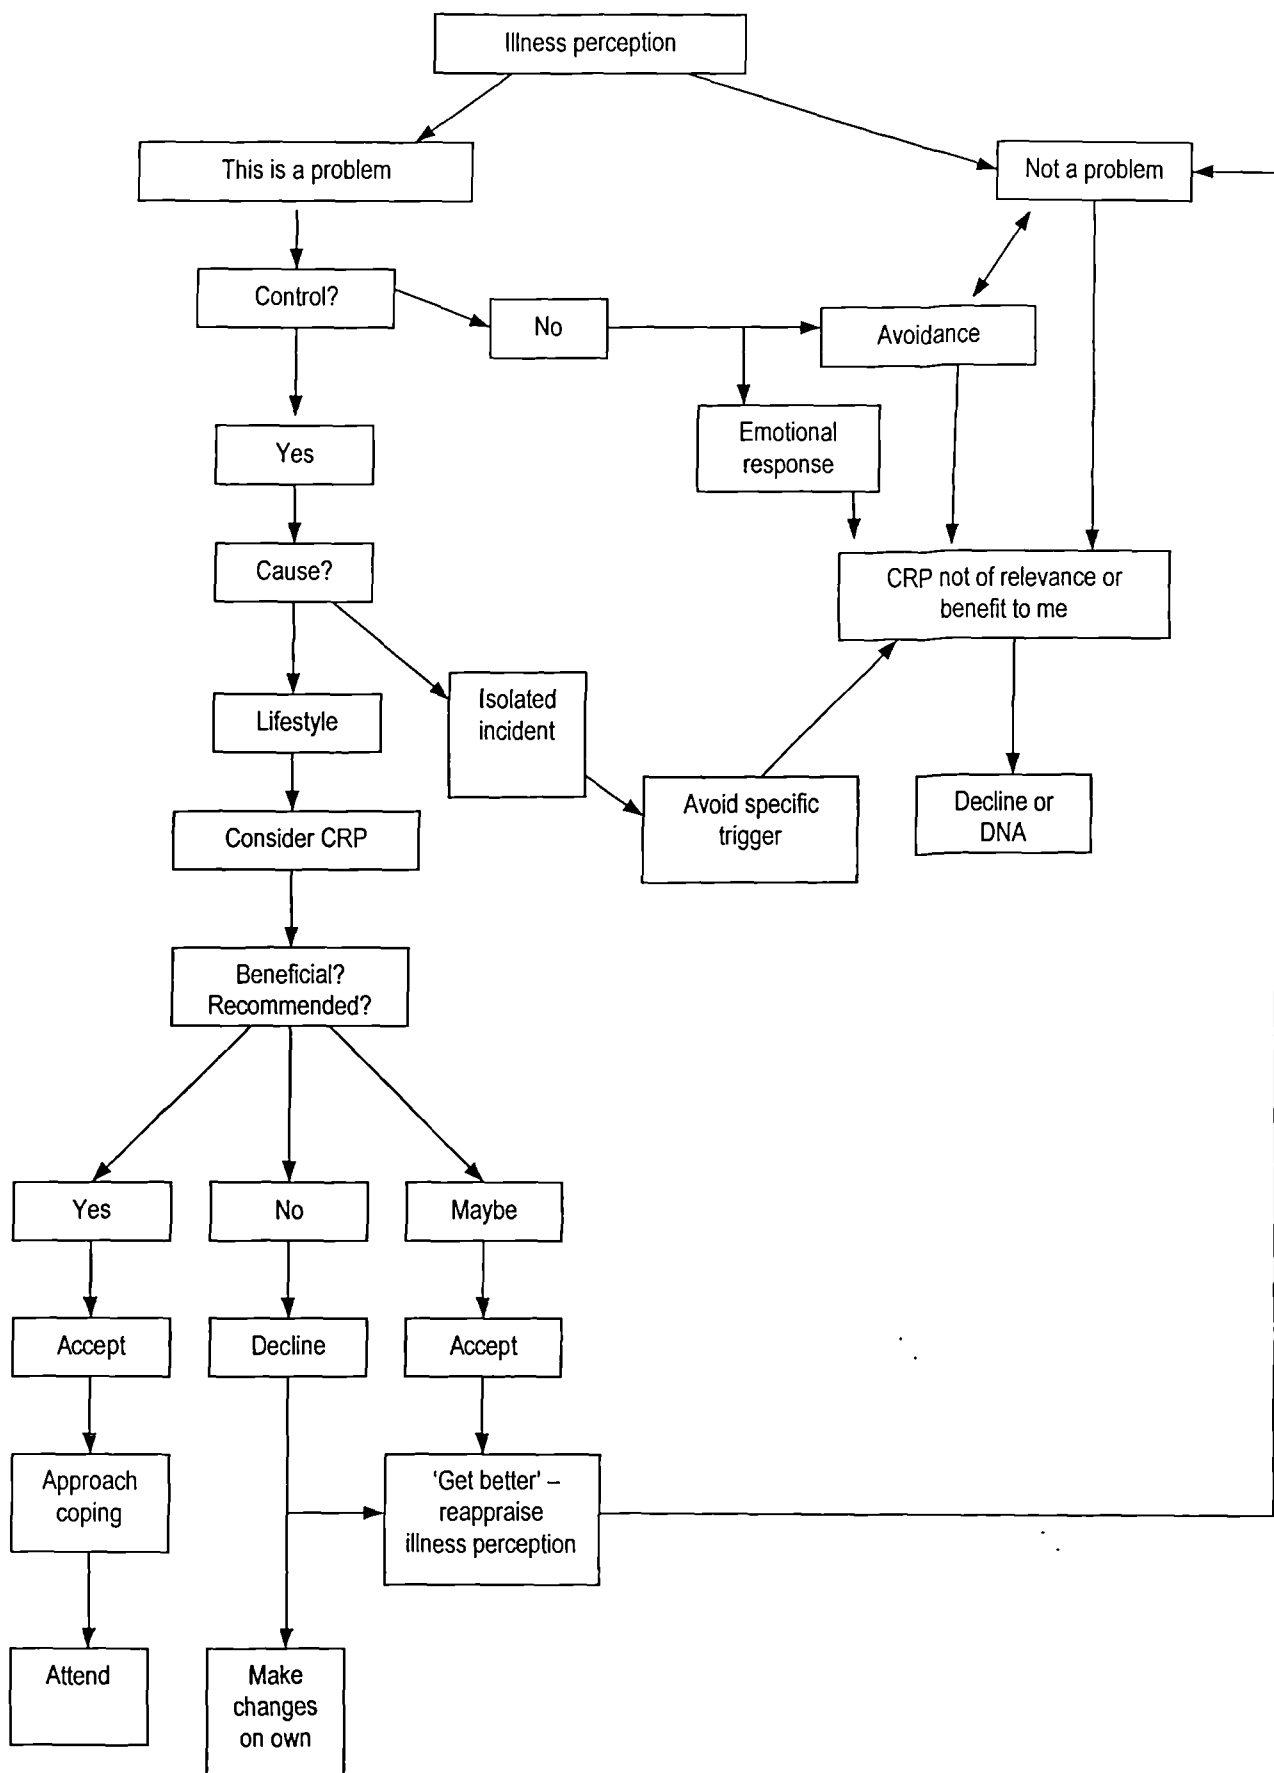 Illness perception
This is a problem
Not a problem
Control?
No
Avoidance
Emotional
response
Yes
Cause?
CRP not of relevance or
benefit to me
Isolated
incident
Lifestyle
Avoid specific
trigger
Decline or
DNA
Consider CRP
Beneficial?
Recommended?
Yes
No
Maybe
Accept
Decline
Accept
Approach
coping
'Get better' –
reappraise
illness perception
Attend
Make
changes
on own